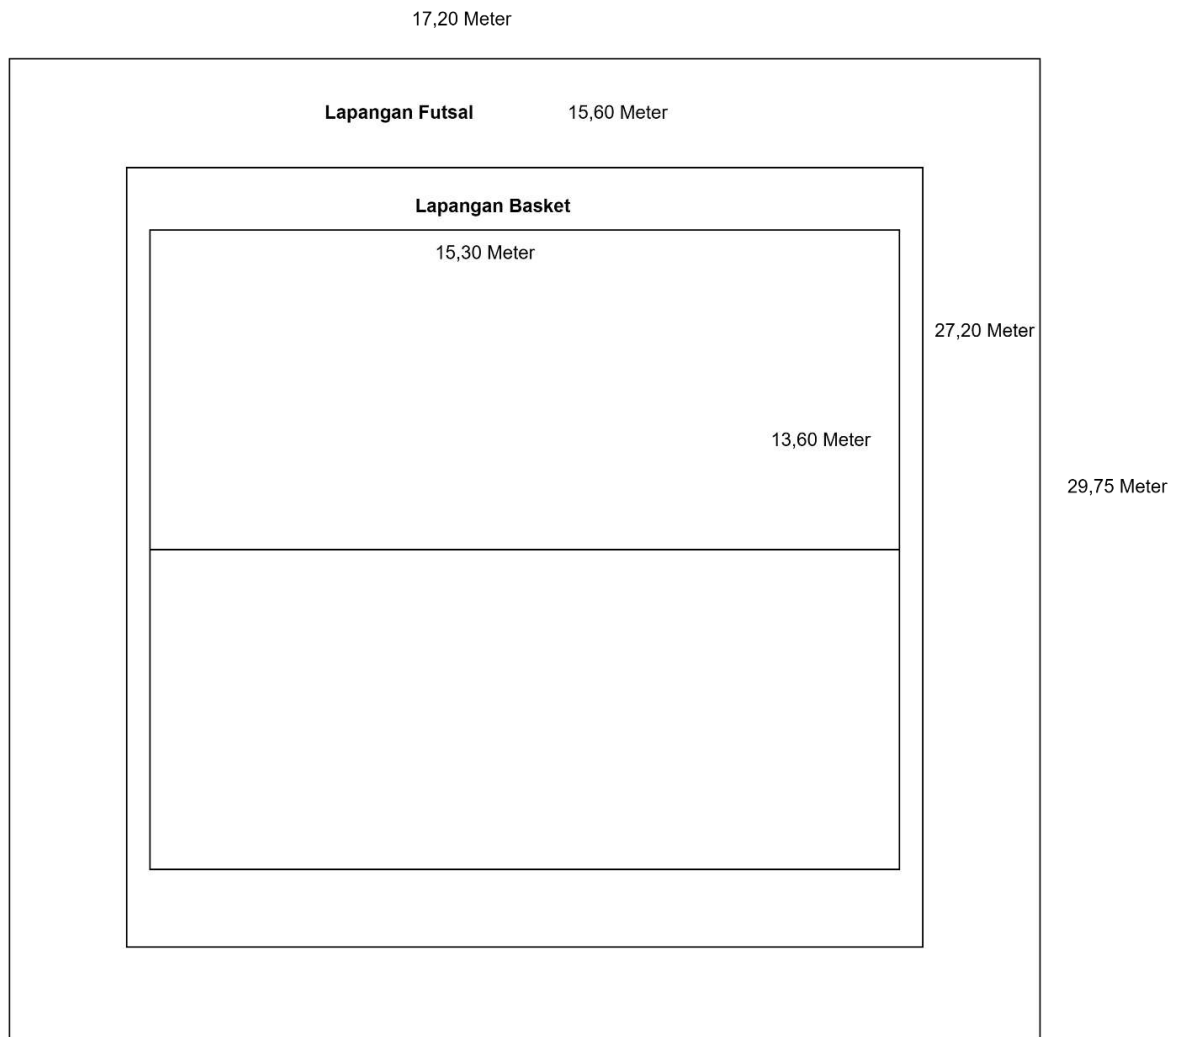 17,20 Meter
Lapangan Futsal 15,60 Meter
Lapangan Basket
15,30 Meter
27,20 Meter
13,60 Meter
29,75 Meter